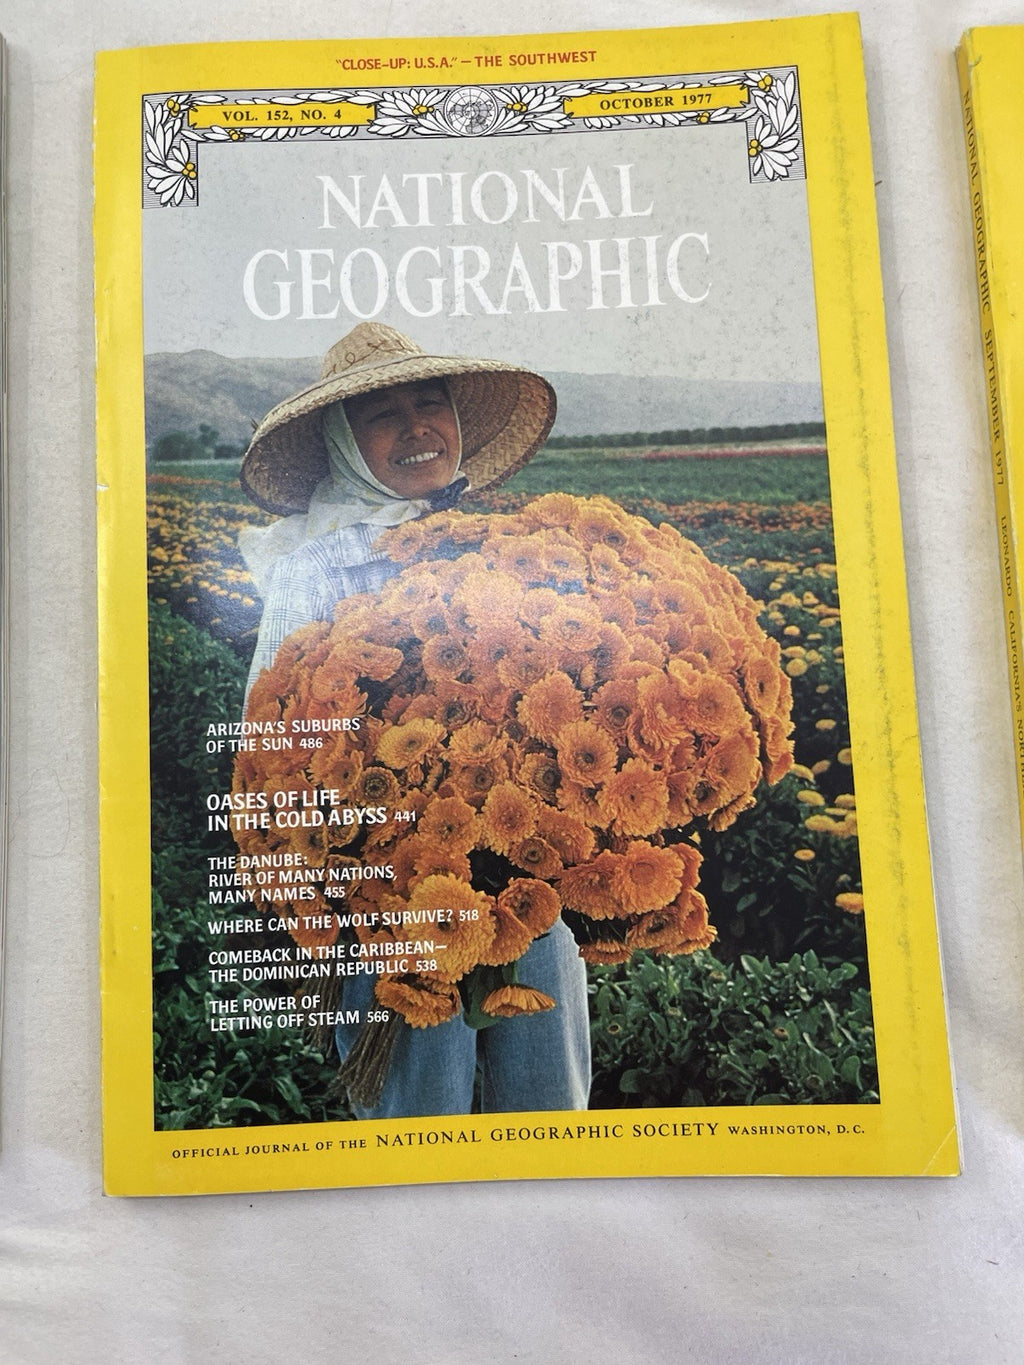 "CLOSE-UP: U.S.A." — THE SOUTHWEST
VOL. 152, NO. 4
OCTOBER 1977
NATIONAL
GEOGRAPHIC
ARIZONA'S SUBURBS
OF THE SUN 486
OASES OF LIFE
IN THE COLD ABYSS 441
THE DANUBE:
RIVER OF MANY NATIONS,
MANY NAMES 455
WHERE CAN THE WOLF SURVIVE? 518
COMEBACK IN THE CARIBBEAN—
THE DOMINICAN REPUBLIC 538
THE POWER OF
LETTING OFF STEAM 566
OFFICIAL JOURNAL OF THE NATIONAL GEOGRAPHIC SOCIETY WASHINGTON, D.C.
NATIONAL GEOGRAPHIC SEPTEMBER 1977 LEONARDO CALIFORNIA'S